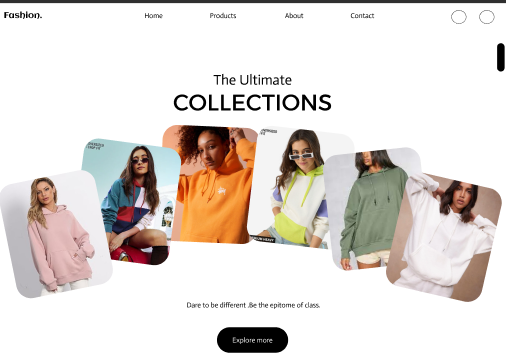 Fashion.
Home
Products
About
Contact
The Ultimate
COLLECTIONS
Dare to be different .Be the epitome of class.
Explore more